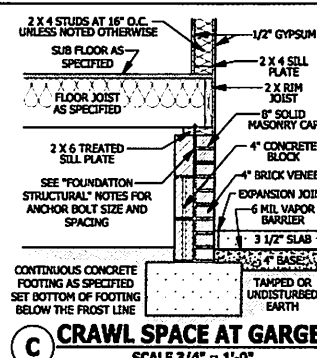 2 X 4 STUDS AT 16" O.C.
UNLESS NOTED OTHERWISE
SUB FLOOR AS
SPECIFIED
FLOOR JOIST
AS SPECIFIED
2 X 6 TREATED
SILL PLATE
SEE "FOUNDATION
STRUCTURAL" NOTES FOR
ANCHOR BOLT SIZE AND
SPACING
CONTINUOUS CONCRETE
FOOTING AS SPECIFIED
SET BOTTOM OF FOOTING
BELOW THE FROST LINE
1/2" GYPSUM
2 X 4 SILL
PLATE
2 X RIM
JOIST
8" SOLID
MASONRY CAP
4" CONCRETE
BLOCK
4" BRICK VENEE
EXPANSION JOI
6 MIL VAPOR
BARRIER
3 1/2" SLAB
4" BASE
TAMPED OR
UNDISTURBED
EARTH
C CRAWL SPACE AT GARGE
SCALE 3/4" = 1'-0"